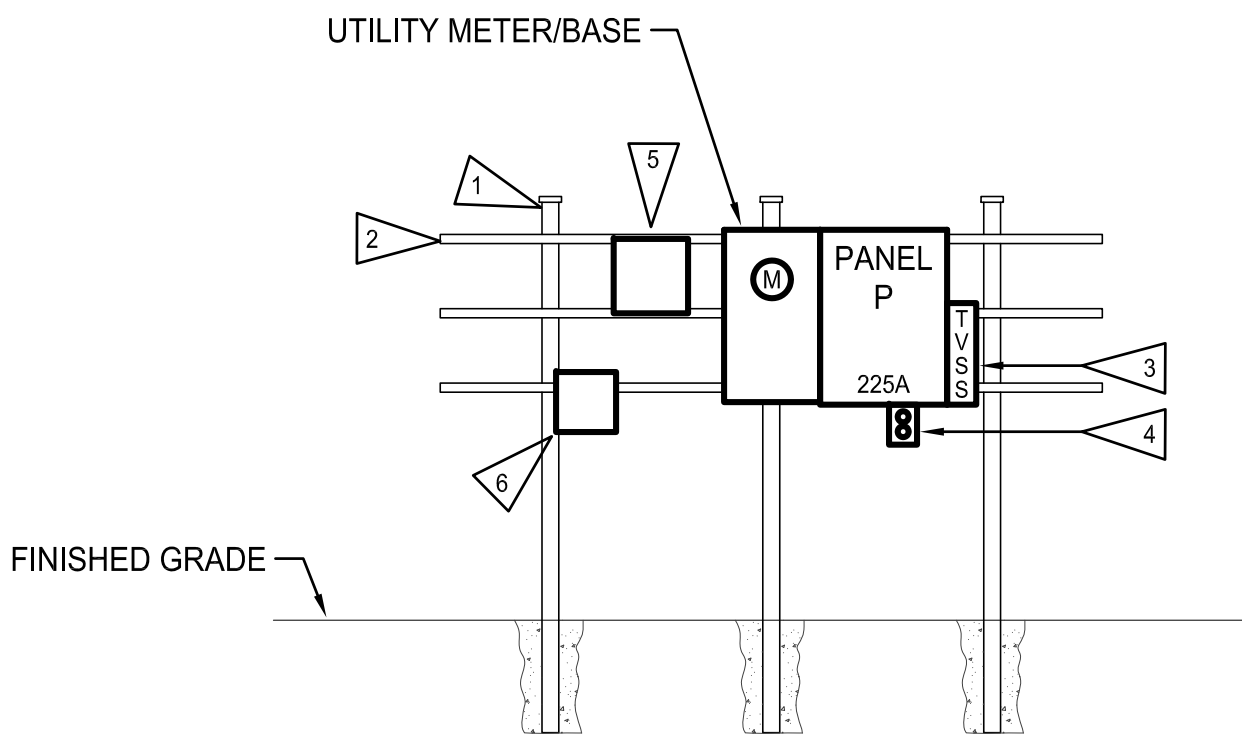 UTILITY METER/BASE
5
1
2
M
PANEL
P
T
V
S
S
225A
3
4
6
FINISHED GRADE